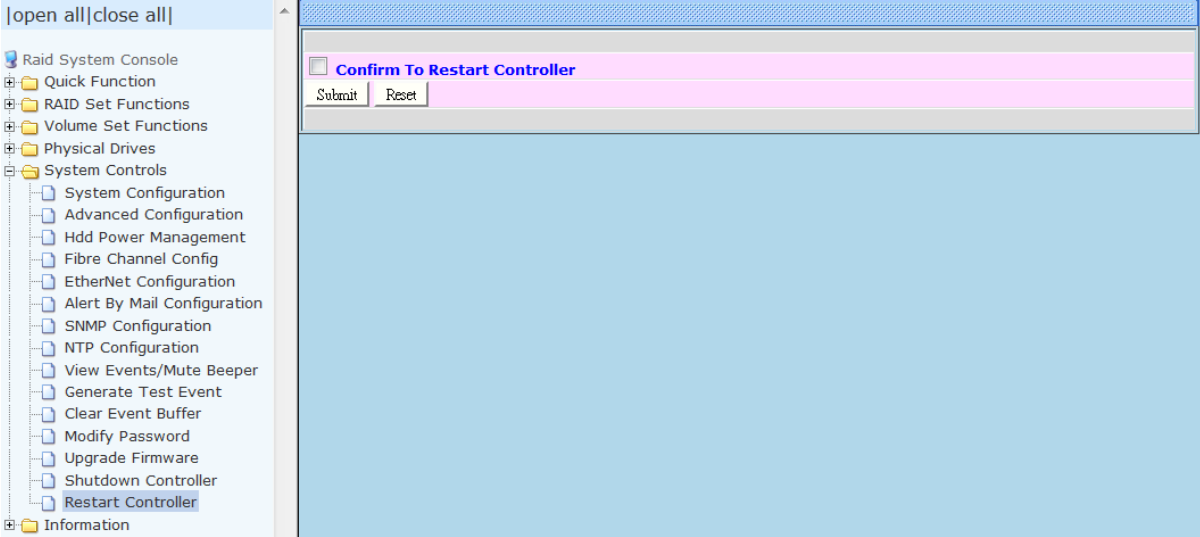 |open all|close all|
Raid System Console
Quick Function
RAID Set Functions
Volume Set Functions
Physical Drives
System Controls
System Configuration
Advanced Configuration
Hdd Power Management
Fibre Channel Config
EtherNet Configuration
Alert By Mail Configuration
SNMP Configuration
NTP Configuration
View Events/Mute Beeper
Generate Test Event
Clear Event Buffer
Modify Password
Upgrade Firmware
Shutdown Controller
Restart Controller
Information
Confirm To Restart Controller
Submit Reset